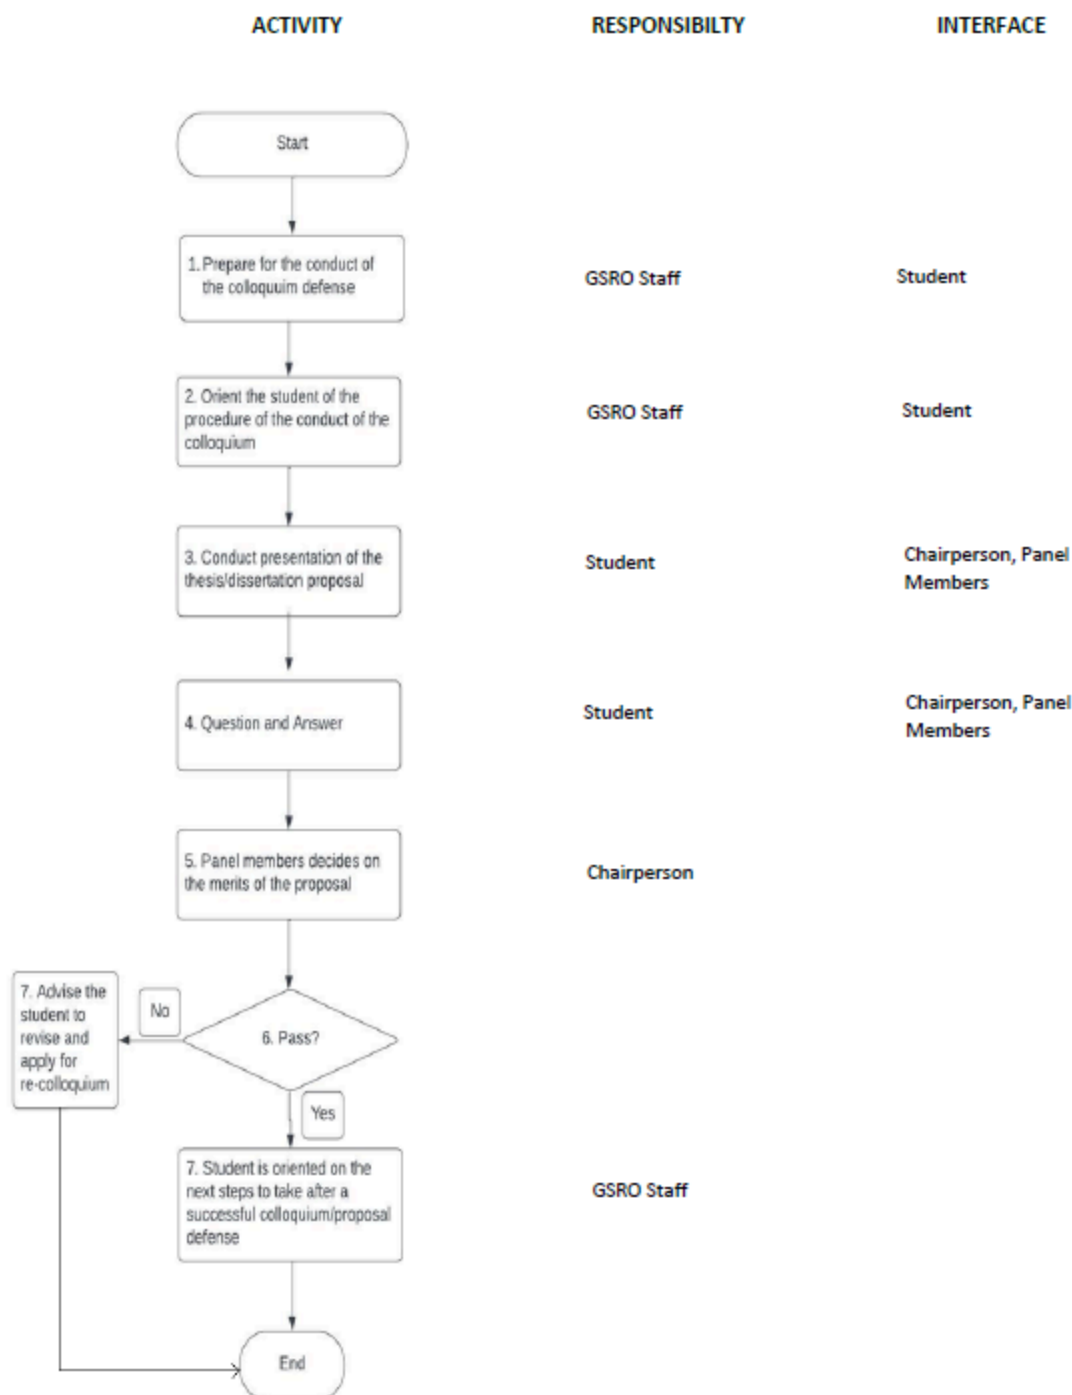 ACTIVITY RESPONSIBILTY INTERFACE
Start
1. Prepare for the conduct of
the colloquuim defense
GSRO Staff
Student
2. Orient the student of the
procedure of the conduct of the
colloquium
GSRO Staff
Student
3. Conduct presentation of the
thesis/dissertation proposal
Student
Chairperson, Panel
Members
4. Question and Answer
Student
Chairperson, Panel
Members
5. Panel members decides on
the merits of the proposal
Chairperson
6. Pass?
No
7. Advise the
student to
revise and
apply for
re-colloquium
Yes
7. Student is oriented on the
next steps to take after a
successful colloquium/proposal
defense
GSRO Staff
End